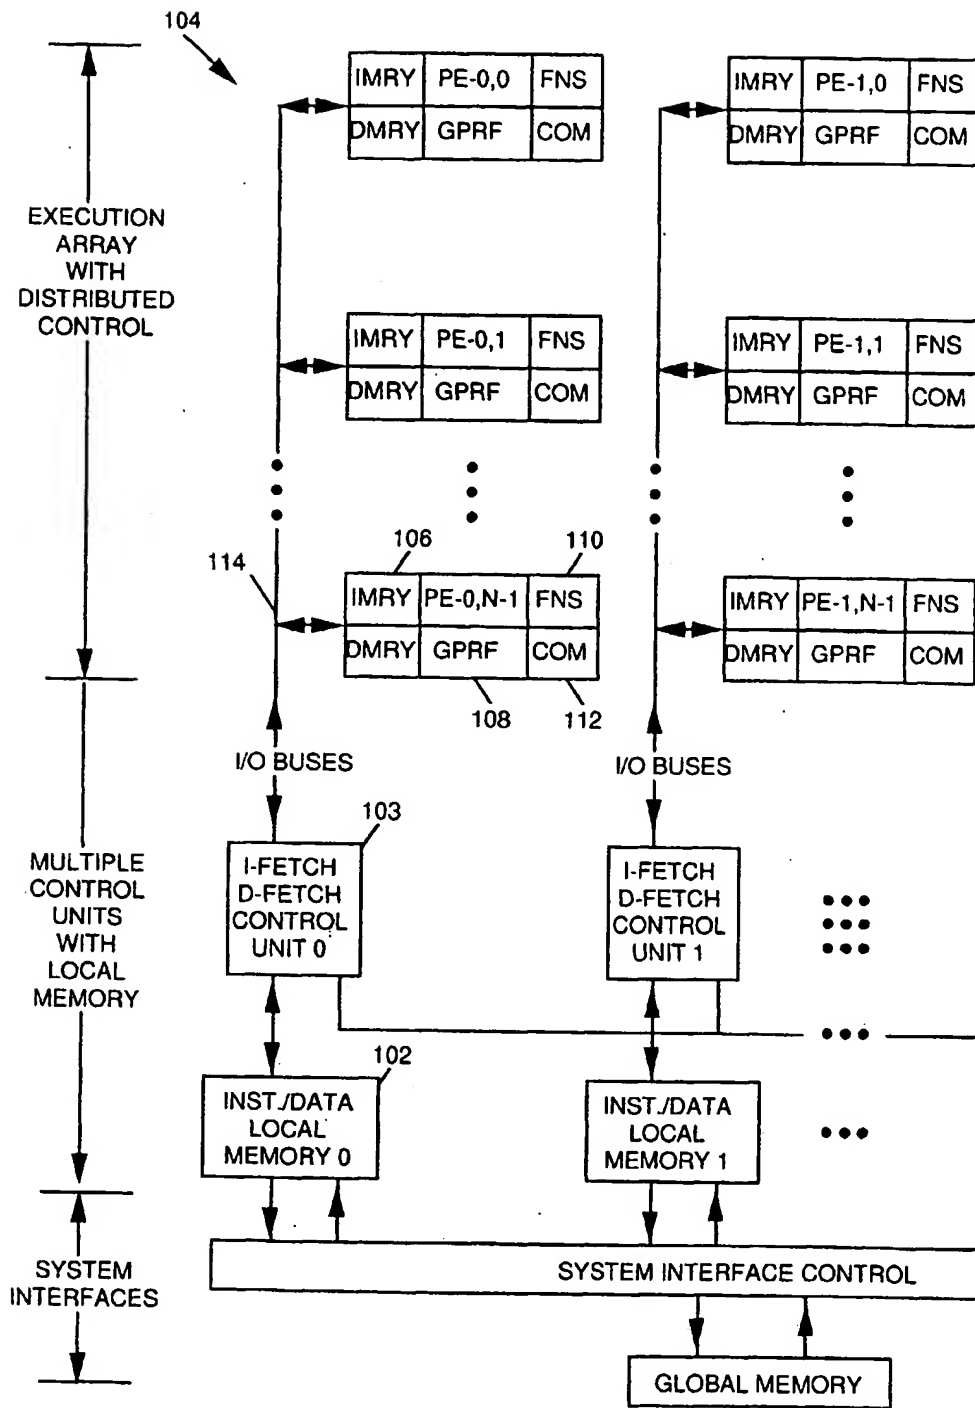 104
IMRY PE-0,0 FNS
DMRY GPRF COM
IMRY PE-1,0 FNS
DMRY GPRF COM
EXECUTION
ARRAY
WITH
DISTRIBUTED
CONTROL
IMRY PE-0,1 FNS
DMRY GPRF COM
IMRY PE-1,1 FNS
DMRY GPRF COM
114
106
110
IMRY PE-0,N-1 FNS
DMRY GPRF COM
108
112
IMRY PE-1,N-1 FNS
DMRY GPRF COM
I/O BUSES
I/O BUSES
MULTIPLE
CONTROL
UNITS
WITH
LOCAL
MEMORY
103
I-FETCH
D-FETCH
CONTROL
UNIT 0
I-FETCH
D-FETCH
CONTROL
UNIT 1
102
INST./DATA
LOCAL
MEMORY 0
INST./DATA
LOCAL
MEMORY 1
SYSTEM
INTERFACES
SYSTEM INTERFACE CONTROL
GLOBAL MEMORY